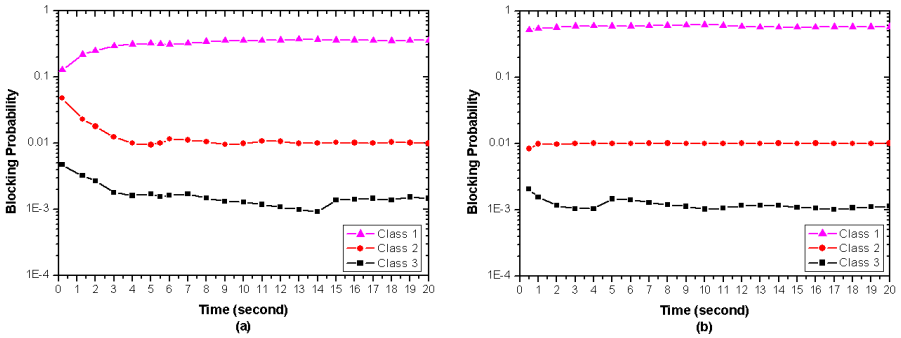 Blocking Probability
1
0.1
0.01
1E-3
1E-4
Class 1
Class 2
Class 3
0 1 2 3 4 5 6 7 8 9 10 11 12 13 14 15 16 17 18 19 20
Time (second)
(a)
Blocking Probability
1
0.1
0.01
1E-3
1E-4
Class 1
Class 2
Class 3
0 1 2 3 4 5 6 7 8 9 10 11 12 13 14 15 16 17 18 19 20
Time (second)
(b)